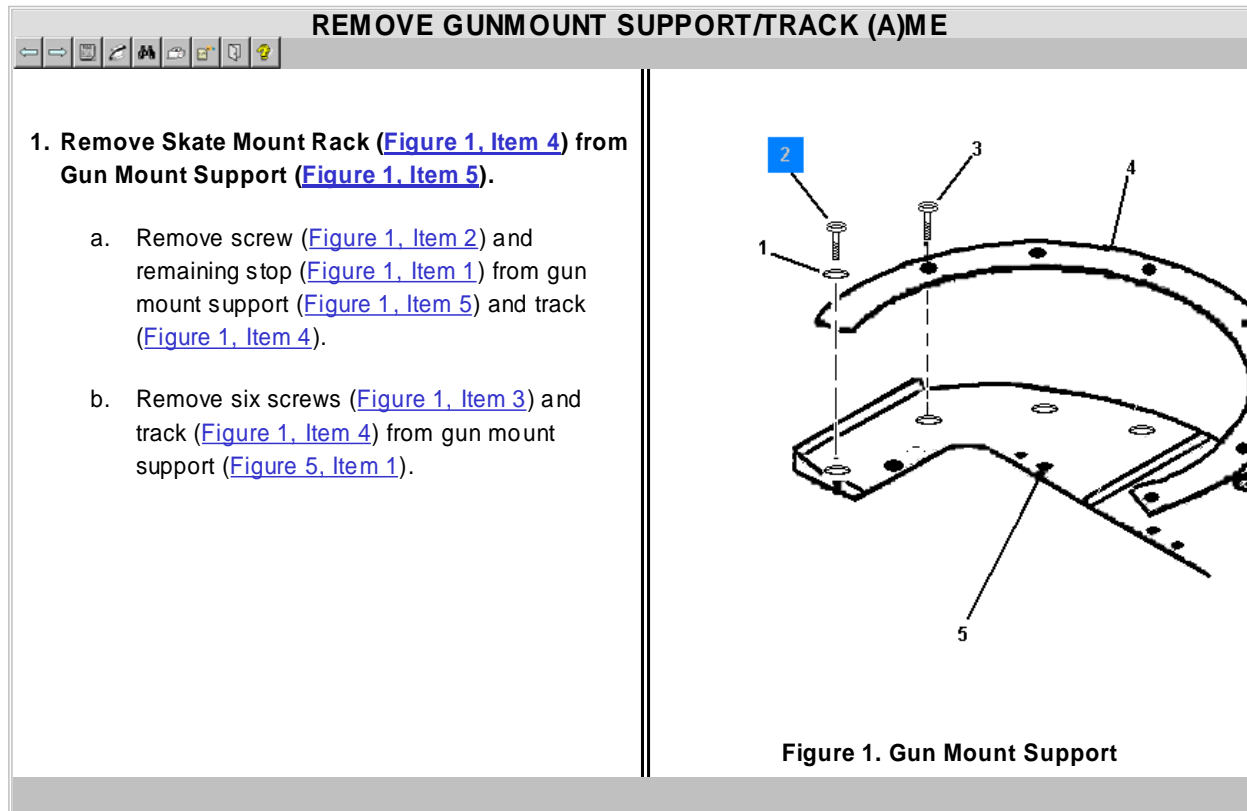 REMOVE GUNMOUNT SUPPORT/TRACK (A)ME
1. Remove Skate Mount Rack (Figure 1, Item 4) from
Gun Mount Support (Figure 1, Item 5).
a. Remove screw (Figure 1, Item 2) and
remaining stop (Figure 1, Item 1) from gun
mount support (Figure 1, Item 5) and track
(Figure 1, Item 4).
b. Remove six screws (Figure 1, Item 3) and
track (Figure 1, Item 4) from gun mount
support (Figure 5, Item 1).
2
3
4
1
5
Figure 1. Gun Mount Support